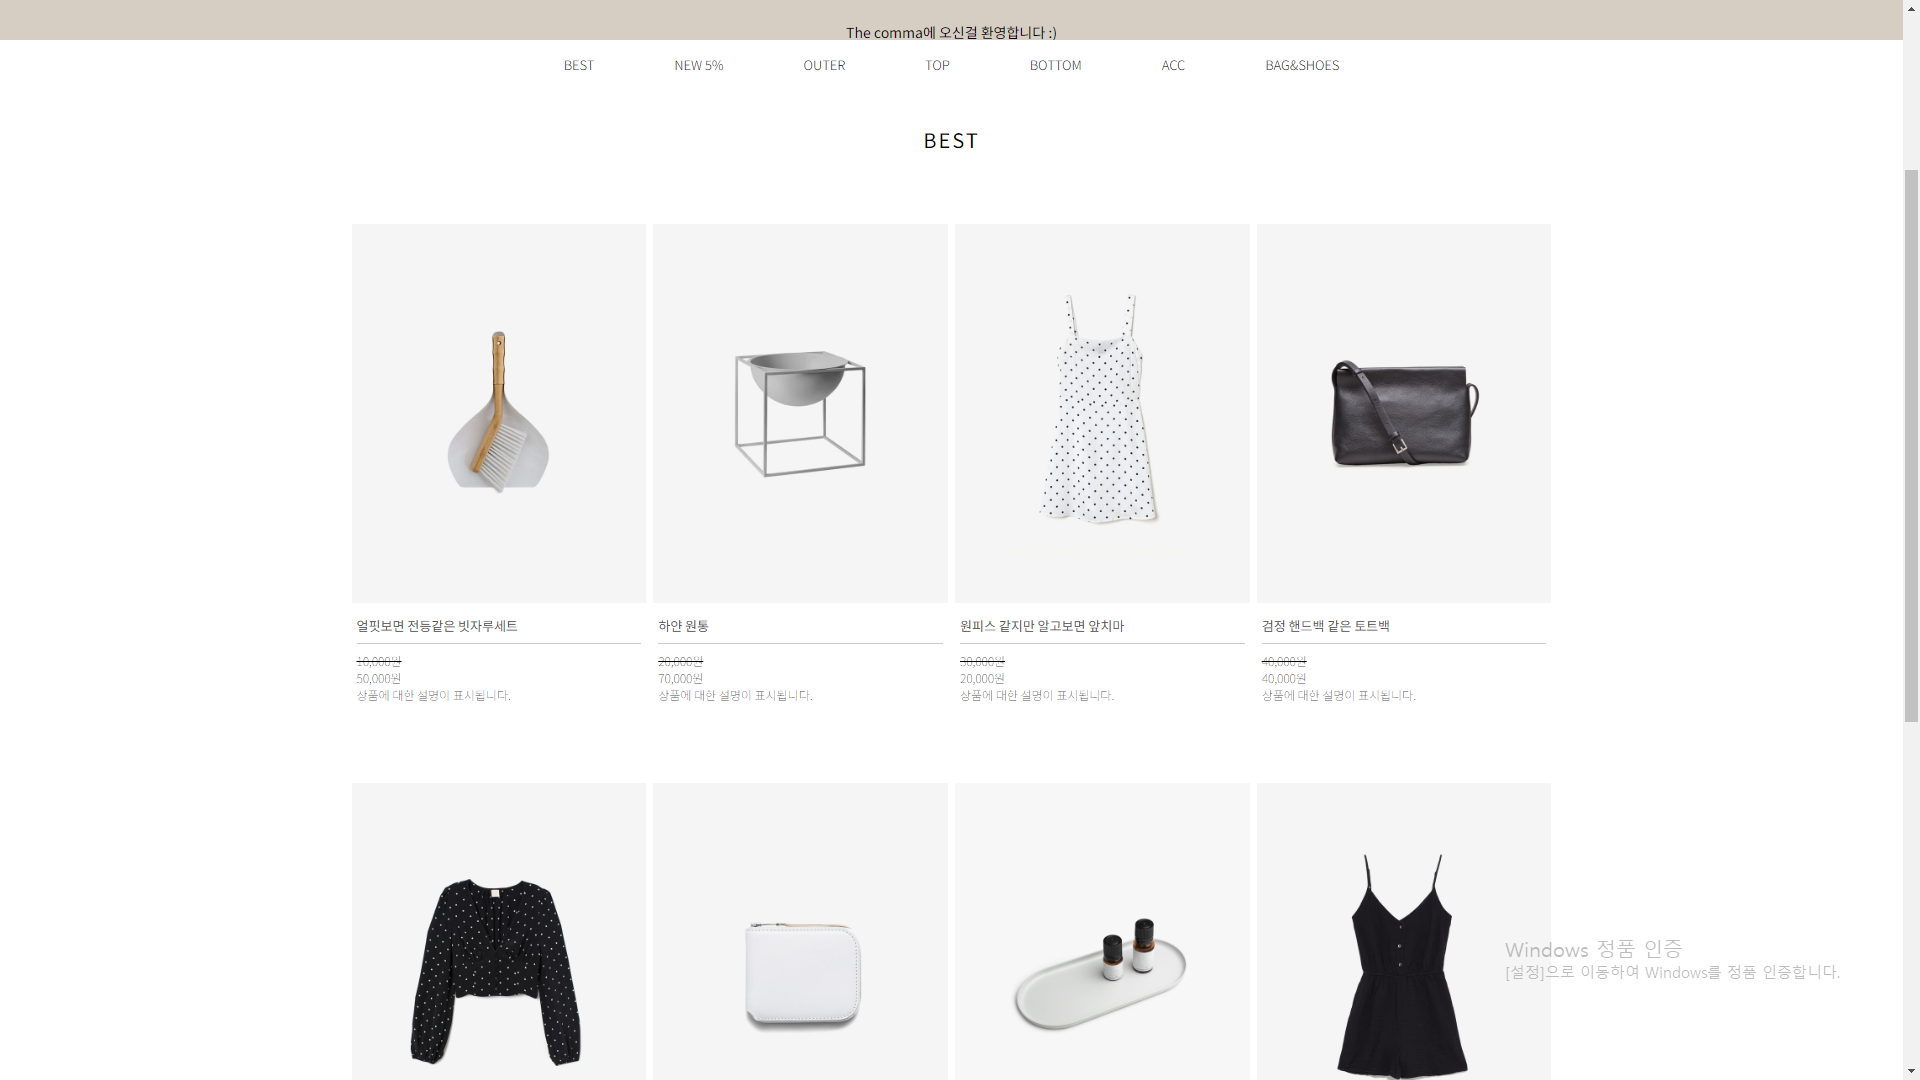 The comma에 오신걸 환영합니다 :)
BEST NEW 5% OUTER TOP BOTTOM ACC BAG&SHOES
BEST
얼핏보면 전등같은 빗자루세트
10,000원
50,000원
상품에 대한 설명이 표시됩니다.
하얀 원통
20,000원
70,000원
상품에 대한 설명이 표시됩니다.
원피스 같지만 알고보면 앞치마
30,000원
20,000원
상품에 대한 설명이 표시됩니다.
검정 핸드백 같은 토트백
40,000원
40,000원
상품에 대한 설명이 표시됩니다.
Windows 정품 인증
[설정]으로 이동하여 Windows를 정품 인증합니다.